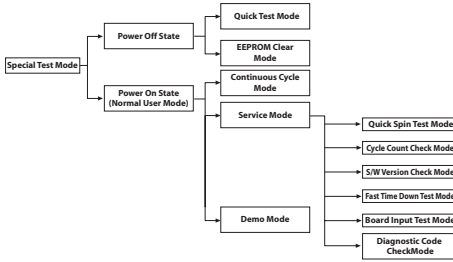 Special Test Mode
Power Off State
Quick Test Mode
EEPROM Clear
Mode
Power On State
(Normal User Mode)
Continuous Cycle
Mode
Service Mode
Quick Spin Test Mode
Cycle Count Check Mode
S/W Version Check Mode
Fast Time Down Test Mode
Board Input Test Mode
Diagnostic Code
CheckMode
Demo Mode